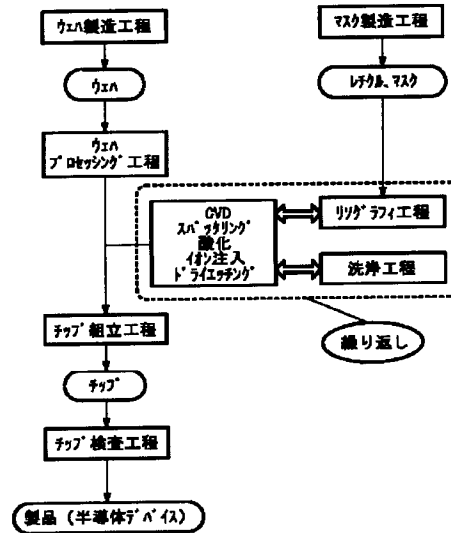 ウェハ製造工程
マスク製造工程
ウェハ
レチクル、マスク
ウェハ
プロセッシング工程
CVD
スパッタリング
酸化
イオン注入
ドライエッチング
リソグラフィ工程
洗浄工程
繰り返し
チップ組立工程
チップ
チップ検査工程
製品（半導体デバイス）